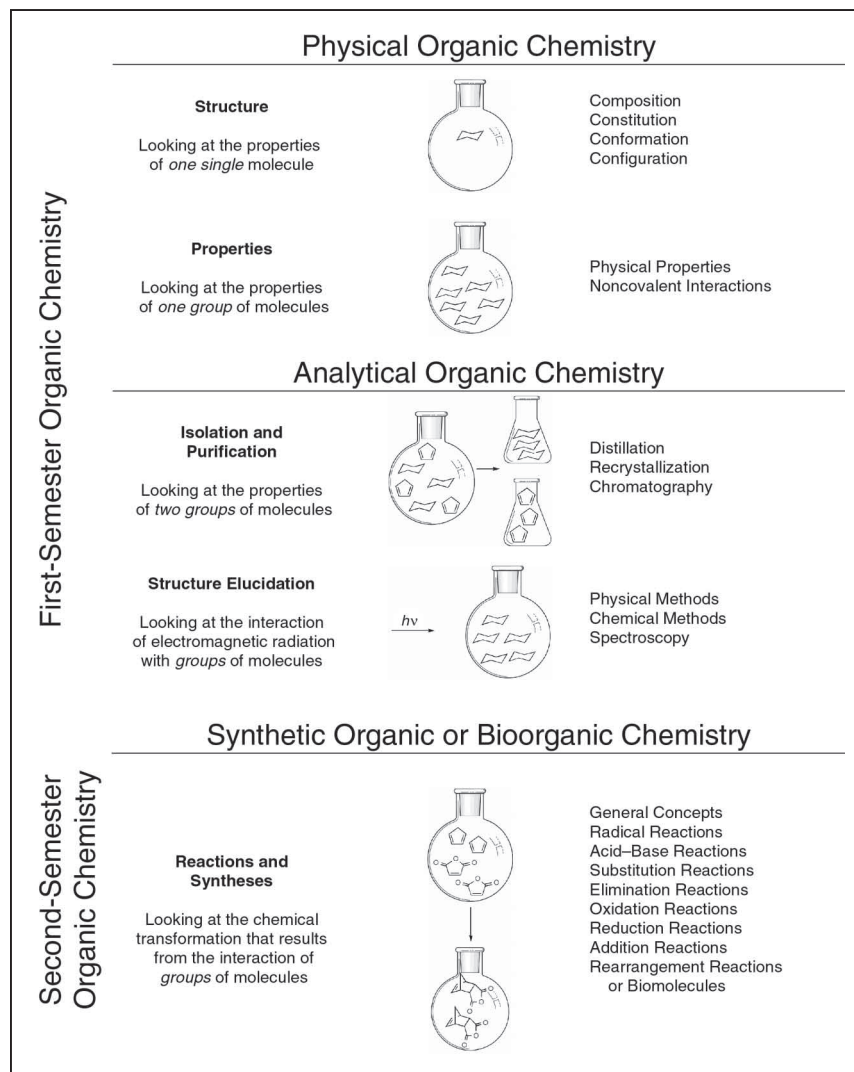 Physical Organic Chemistry
First-Semester Organic Chemistry
Structure
Looking at the properties
of one single molecule
Composition
Constitution
Conformation
Configuration
Properties
Looking at the properties
of one group of molecules
Physical Properties
Noncovalent Interactions
Analytical Organic Chemistry
Isolation and
Purification
Looking at the properties
of two groups of molecules
Distillation
Recrystallization
Chromatography
Structure Elucidation
Looking at the interaction
of electromagnetic radiation
with groups of molecules
hν
Physical Methods
Chemical Methods
Spectroscopy
Synthetic Organic or Bioorganic Chemistry
Second-Semester
Organic Chemistry
Reactions and
Syntheses
Looking at the chemical
transformation that results
from the interaction of
groups of molecules
O
O
O
O
O
O
O
O
O
O
O
O
General Concepts
Radical Reactions
Acid–Base Reactions
Substitution Reactions
Elimination Reactions
Oxidation Reactions
Reduction Reactions
Addition Reactions
Rearrangement Reactions
or Biomolecules